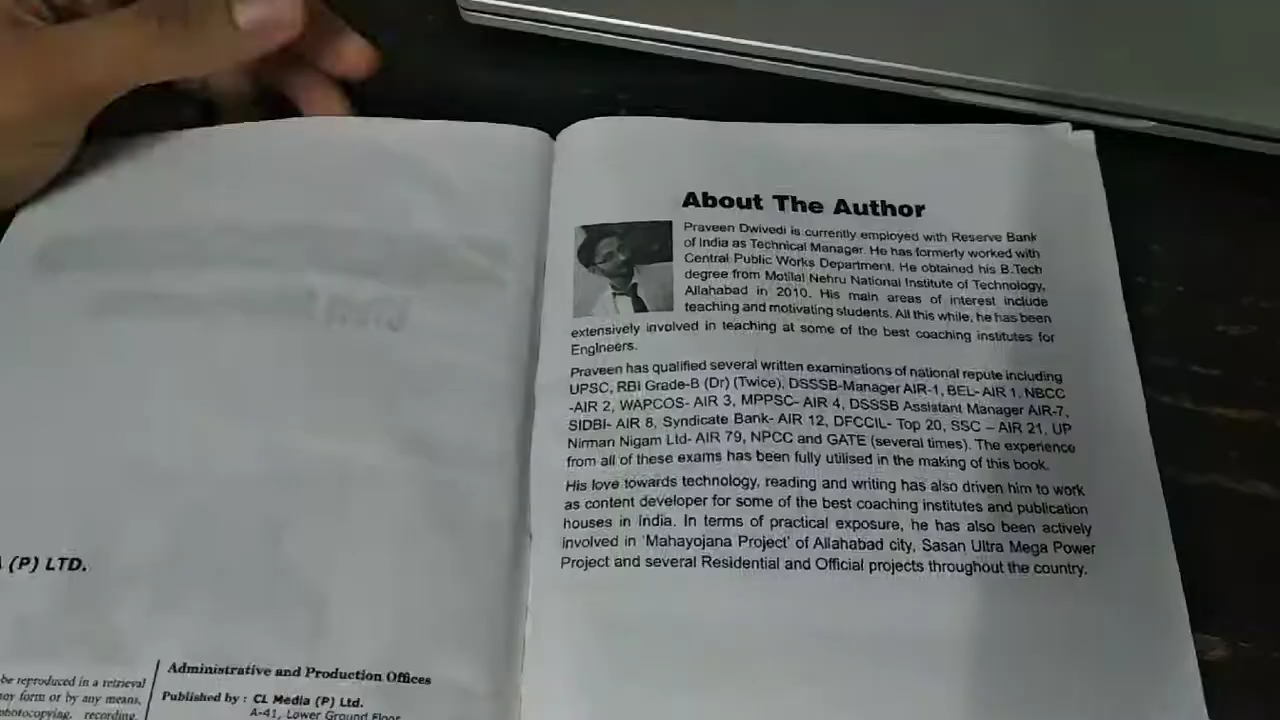 (P) LTD.
be reproduced in a retrieval
form or by any means,
photocopying, recording,
Administrative and Production Offices
Published by : CL Media (P) Ltd.
A-41, Lower Ground Floor
About The Author
Praveen Dwivedi is currently employed with Reserve Bank
of India as Technical Manager. He has formerly worked with
Central Public Works Department. He obtained his B.Tech
degree from Motilal Nehru National Institute of Technology,
Allahabad in 2010. His main areas of interest include
teaching and motivating students. All this while, he has been
extensively involved in teaching at some of the best coaching institutes for
Engineers.
Praveen has qualified several written examinations of national repute including
UPSC, RBI Grade-B (Dr) (Twice), DSSSB-Manager AIR-1, BEL- AIR 1, NBCC
-AIR 2, WAPCOS- AIR 3, MPPSC- AIR 4, DSSSB Assistant Manager AIR-7,
SIDBI- AIR 8, Syndicate Bank- AIR 12, DFCCIL- Top 20, SSC – AIR 21, UP
Nirman Nigam Ltd- AIR 79, NPCC and GATE (several times). The experience
from all of these exams has been fully utilised in the making of this book.
His love towards technology, reading and writing has also driven him to work
as content developer for some of the best coaching institutes and publication
houses in India. In terms of practical exposure, he has also been actively
involved in 'Mahayojana Project' of Allahabad city, Sasan Ultra Mega Power
Project and several Residential and Official projects throughout the country.